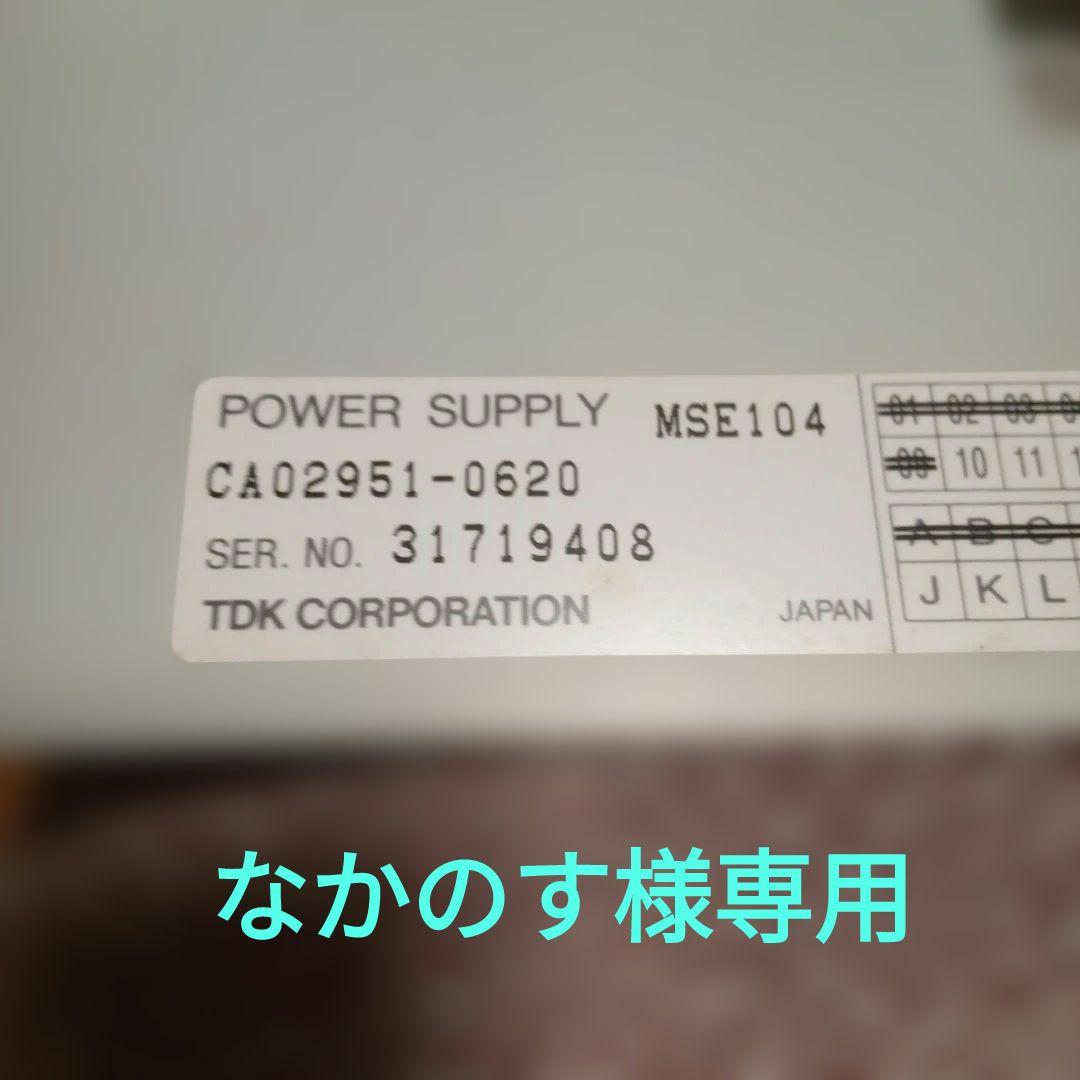 POWER SUPPLY MSE104
CA02951-0620
SER. NO. 31719408
TDK CORPORATION JAPAN
01 02 03
09 10 11
A B C
J K L
なかのす様専用